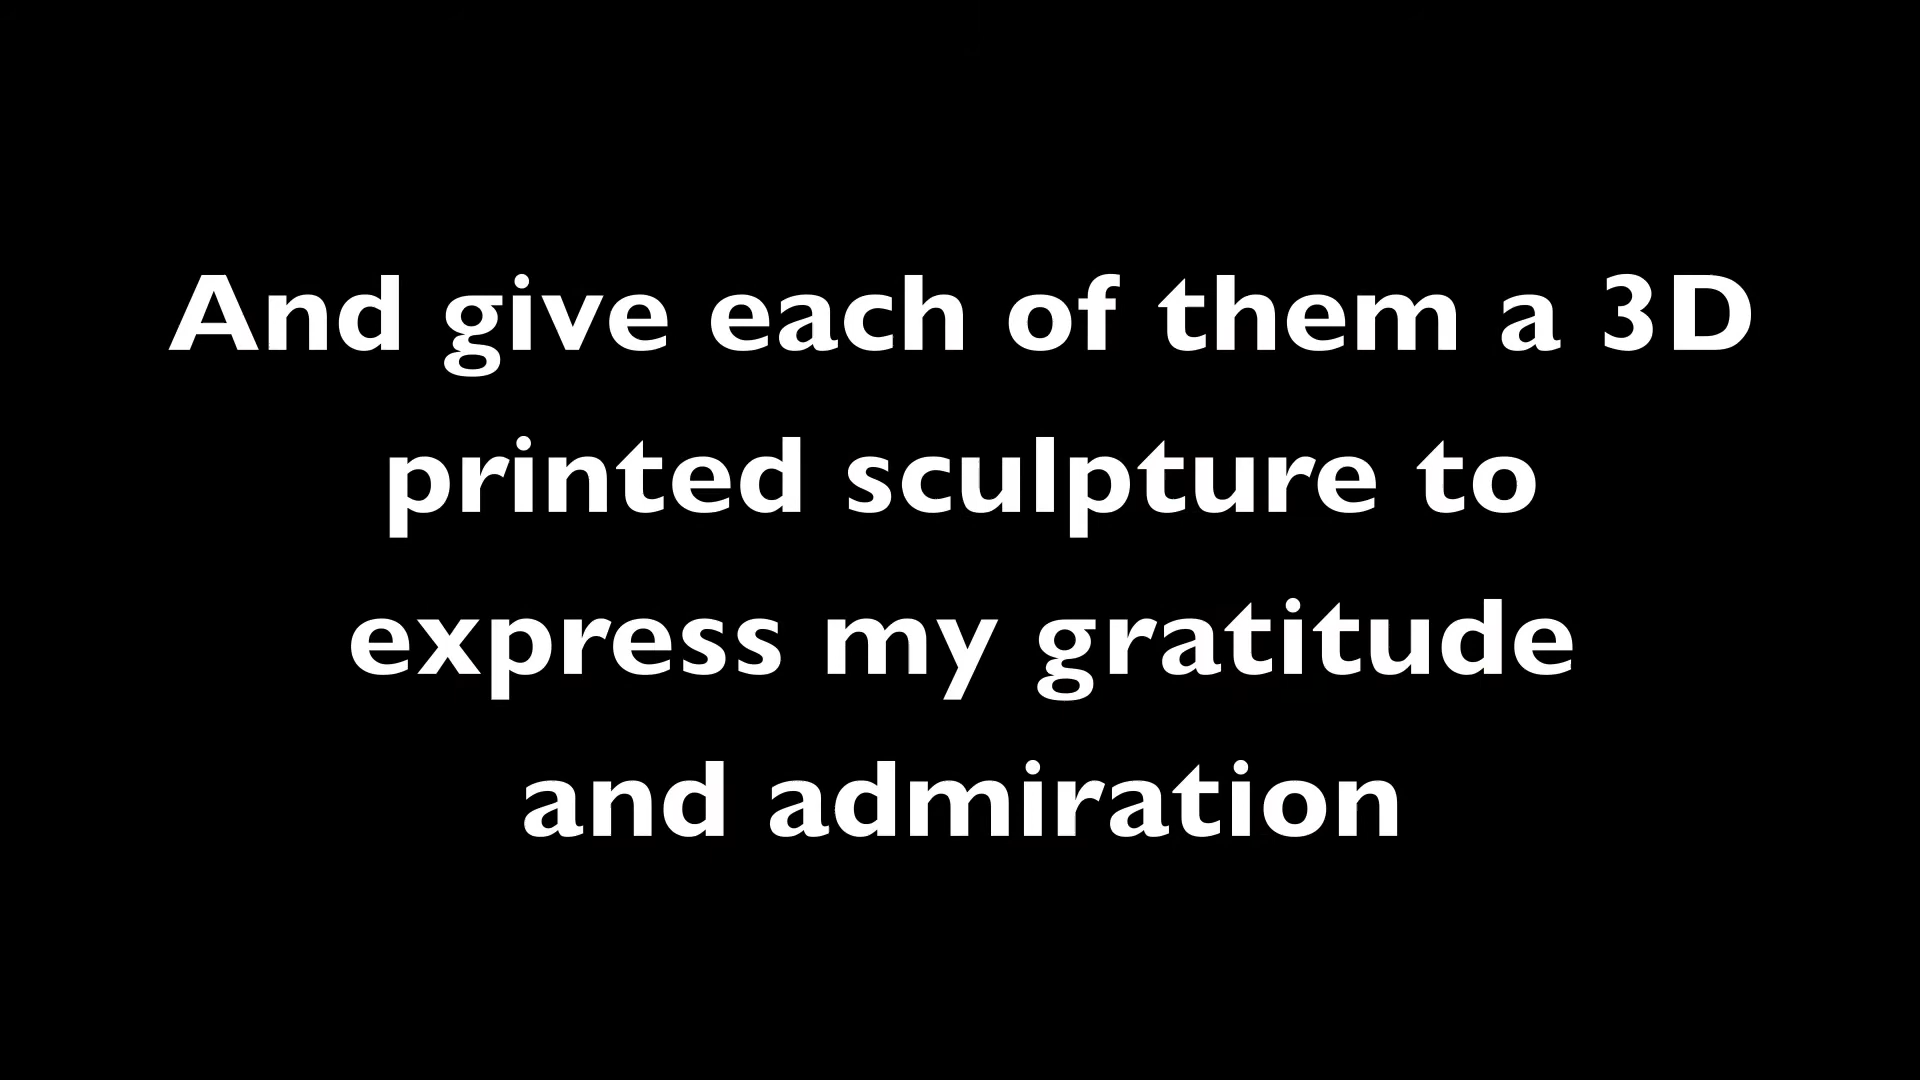 And give each of them a 3D
printed sculpture to
express my gratitude
and admiration